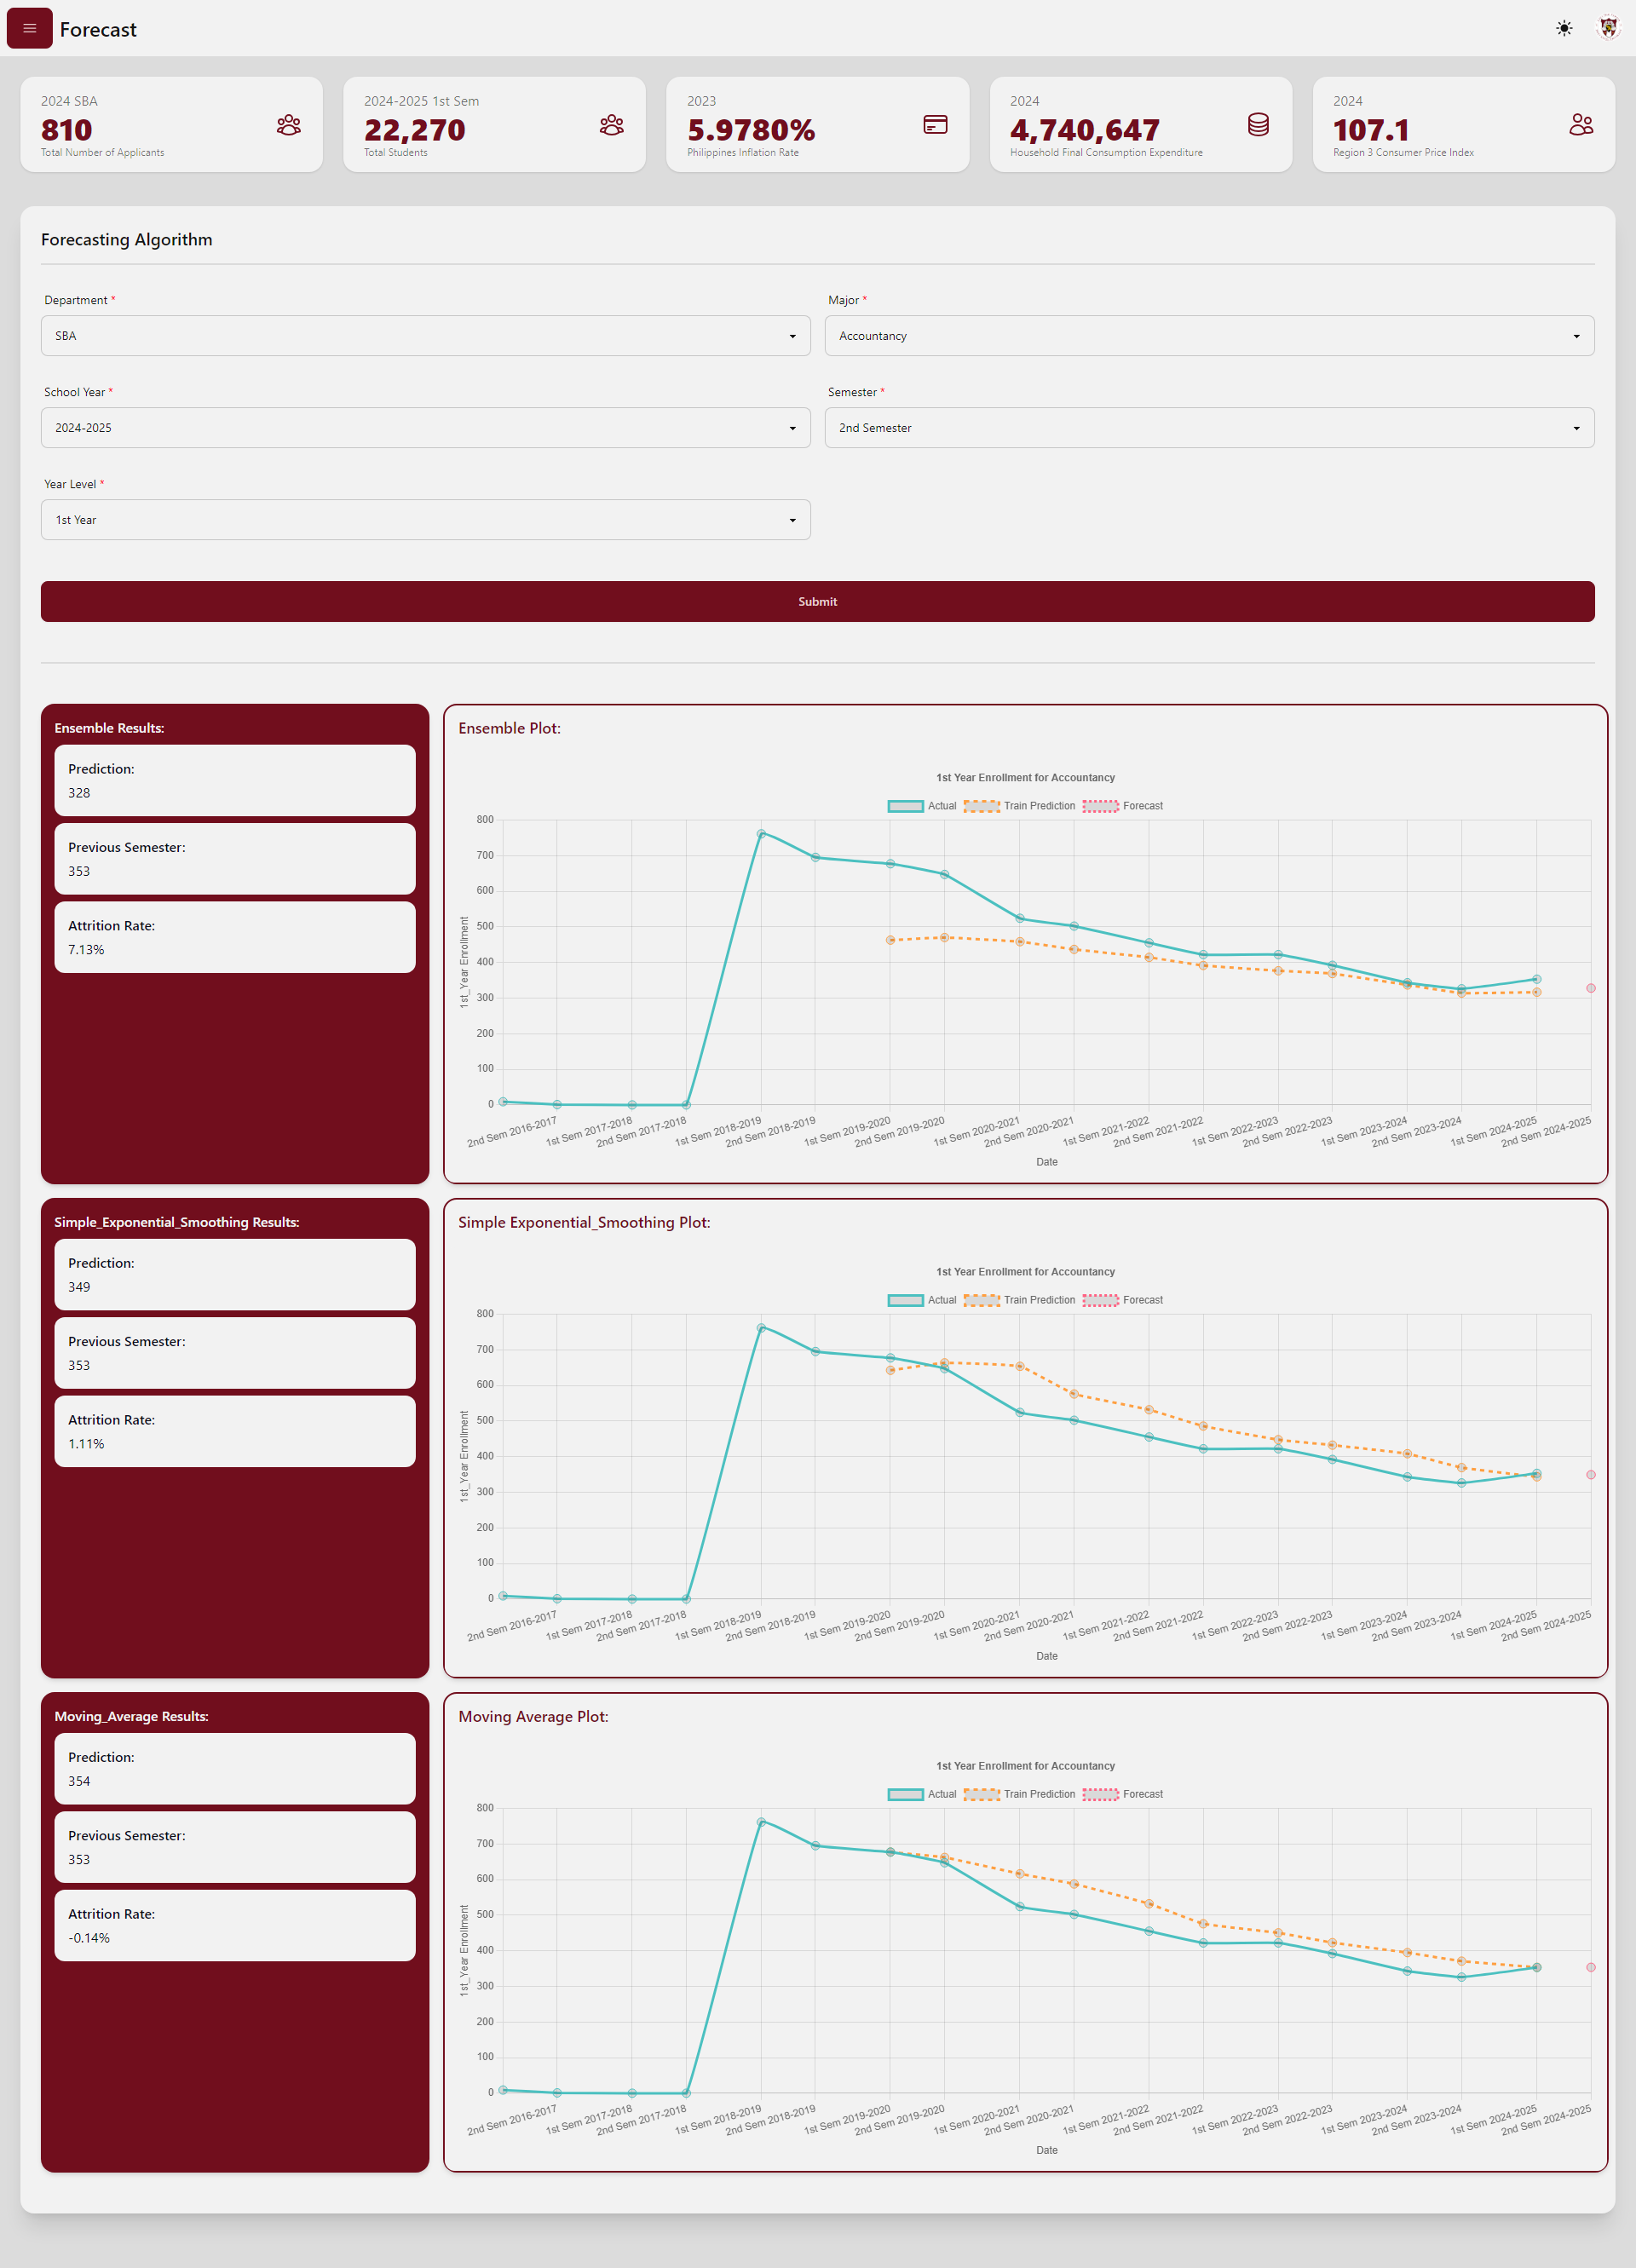 Forecast
2024 SBA
810
Total Number of Applicants
2024-2025 1st Sem
22,270
Total Students
2023
5.9780%
Philippines Inflation Rate
2024
4,740,647
Household Final Consumption Expenditure
2024
107.1
Region 3 Consumer Price Index
Forecasting Algorithm
Department *
SBA
Major *
Accountancy
School Year *
2024-2025
Semester *
2nd Semester
Year Level *
1st Year
Submit
Ensemble Results:
Prediction:
328
Previous Semester:
353
Attrition Rate:
7.13%
Ensemble Plot:
1st Year Enrollment for Accountancy
Actual Train Prediction Forecast
800
700
600
500
400
300
200
100
0
1st_Year Enrollment
2nd Sem 2016-2017
1st Sem 2017-2018
2nd Sem 2017-2018
1st Sem 2018-2019
2nd Sem 2018-2019
1st Sem 2019-2020
2nd Sem 2019-2020
1st Sem 2020-2021
2nd Sem 2020-2021
1st Sem 2021-2022
2nd Sem 2021-2022
1st Sem 2022-2023
2nd Sem 2022-2023
1st Sem 2023-2024
2nd Sem 2023-2024
1st Sem 2024-2025
2nd Sem 2024-2025
Date
Simple_Exponential_Smoothing Results:
Prediction:
349
Previous Semester:
353
Attrition Rate:
1.11%
Simple Exponential_Smoothing Plot:
1st Year Enrollment for Accountancy
Actual Train Prediction Forecast
800
700
600
500
400
300
200
100
0
1st_Year Enrollment
2nd Sem 2016-2017
1st Sem 2017-2018
2nd Sem 2017-2018
1st Sem 2018-2019
2nd Sem 2018-2019
1st Sem 2019-2020
2nd Sem 2019-2020
1st Sem 2020-2021
2nd Sem 2020-2021
1st Sem 2021-2022
2nd Sem 2021-2022
1st Sem 2022-2023
2nd Sem 2022-2023
1st Sem 2023-2024
2nd Sem 2023-2024
1st Sem 2024-2025
2nd Sem 2024-2025
Date
Moving_Average Results:
Prediction:
354
Previous Semester:
353
Attrition Rate:
-0.14%
Moving Average Plot:
1st Year Enrollment for Accountancy
Actual Train Prediction Forecast
800
700
600
500
400
300
200
100
0
1st_Year Enrollment
2nd Sem 2016-2017
1st Sem 2017-2018
2nd Sem 2017-2018
1st Sem 2018-2019
2nd Sem 2018-2019
1st Sem 2019-2020
2nd Sem 2019-2020
1st Sem 2020-2021
2nd Sem 2020-2021
1st Sem 2021-2022
2nd Sem 2021-2022
1st Sem 2022-2023
2nd Sem 2022-2023
1st Sem 2023-2024
2nd Sem 2023-2024
1st Sem 2024-2025
2nd Sem 2024-2025
Date